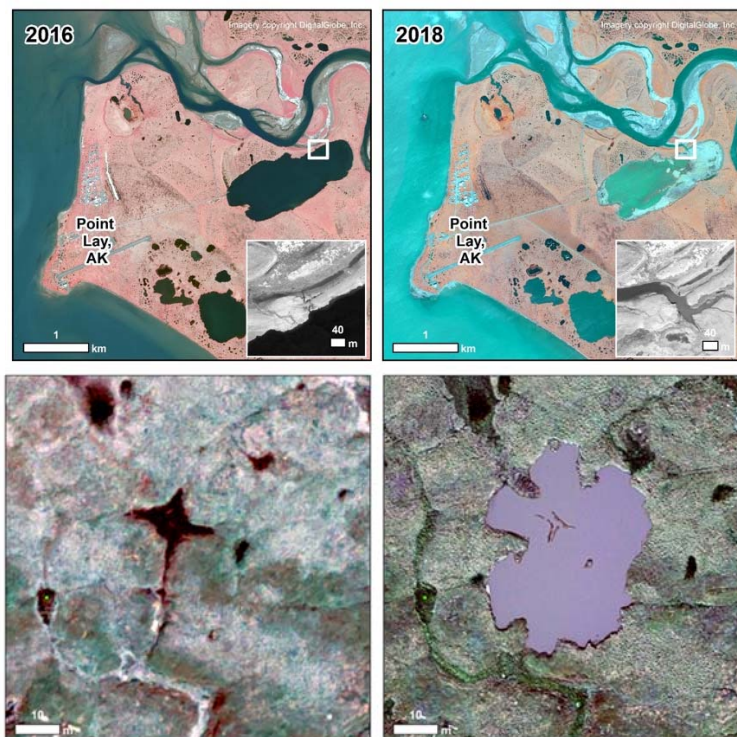 2016
Imagery copyright DigitalGlobe, Inc.
Point
Lay,
AK
1
km
40
m
2018
Imagery copyright DigitalGlobe, Inc.
Point
Lay,
AK
1
km
40
m
10
m
10
m